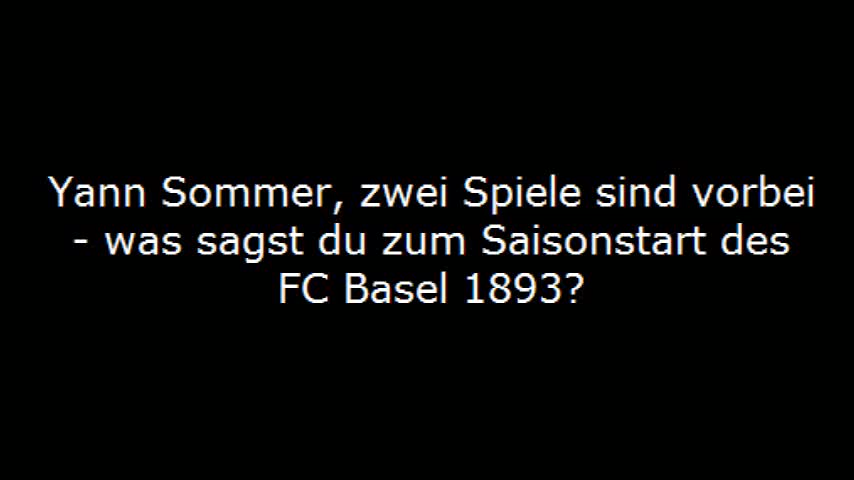 Yann Sommer, zwei Spiele sind vorbei
- was sagst du zum Saisonstart des
FC Basel 1893?